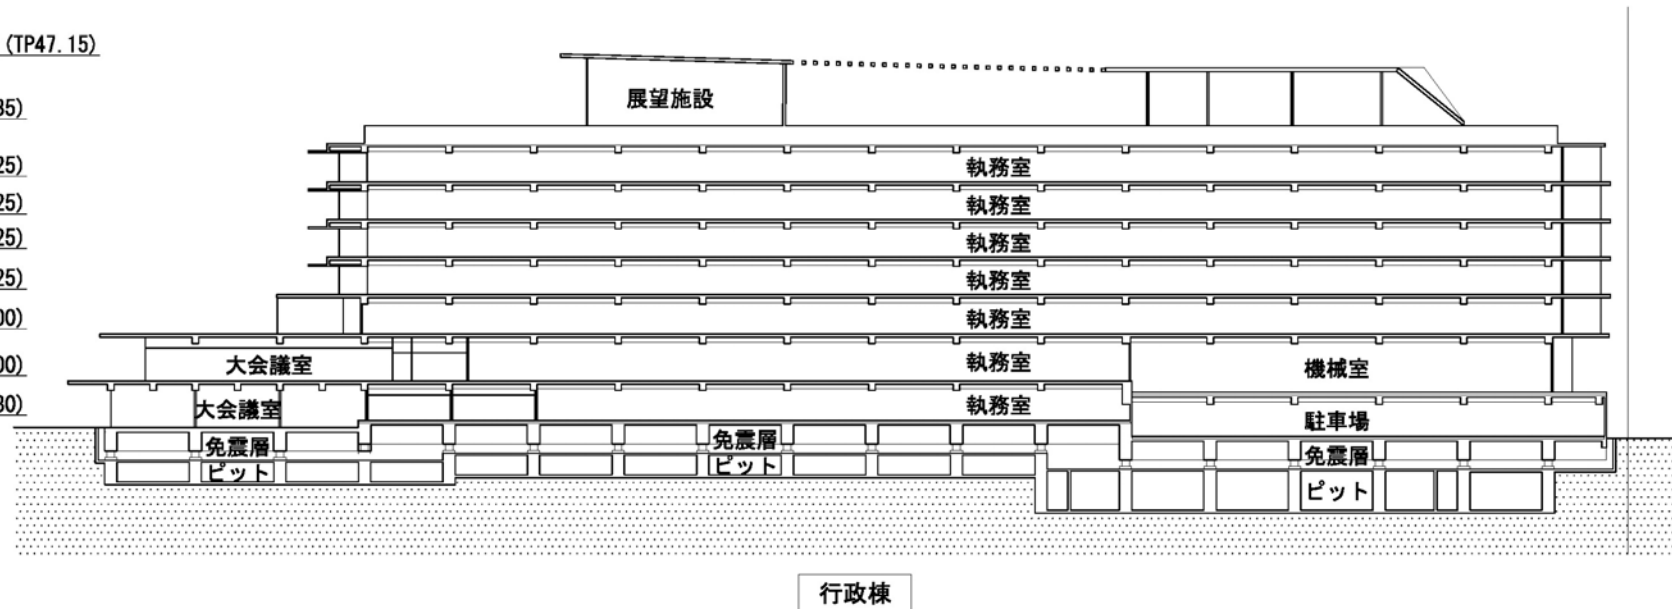 (TP47.15)
35)
展望施設
25)
執務室
25)
執務室
25)
執務室
25)
執務室
00)
執務室
00)
大会議室
執務室
機械室
30)
大会議室
執務室
駐車場
免震層
免震層
免震層
ピット
ピット
ピット
行政棟